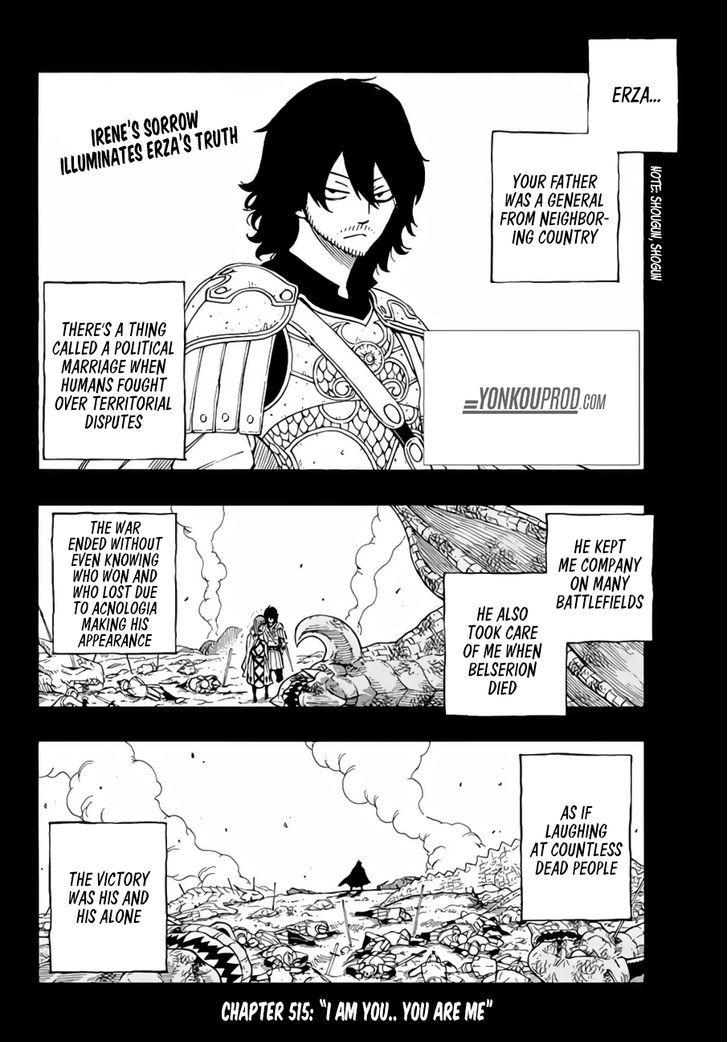 ERZA...
IRENE'S SORROW
ILLUMINATES ERZA'S TRUTH
YOUR FATHER
WAS A GENERAL
FROM NEIGHBOR-
ING COUNTRY
NOTE: SHOUGUN, SHOGUN
THERE'S A THING
CALLED A POLITICAL
MARRIAGE WHEN
HUMANS FOUGHT
OVER TERRITORIAL
DISPUTES
=YONKOUPROD.COM
HE KEPT
ME COMPANY
ON MANY
BATTLEFIELDS
HE ALSO
TOOK CARE
OF ME WHEN
BELSERION
DIED
THE WAR
ENDED WITHOUT
EVEN KNOWING
WHO WON AND
WHO LOST DUE
TO ACNOLOGIA
MAKING HIS
APPEARANCE
AS IF
LAUGHING
AT COUNTLESS
DEAD PEOPLE
THE VICTORY
WAS HIS AND
HIS ALONE
CHAPTER 515: "I AM YOU.. YOU ARE ME"